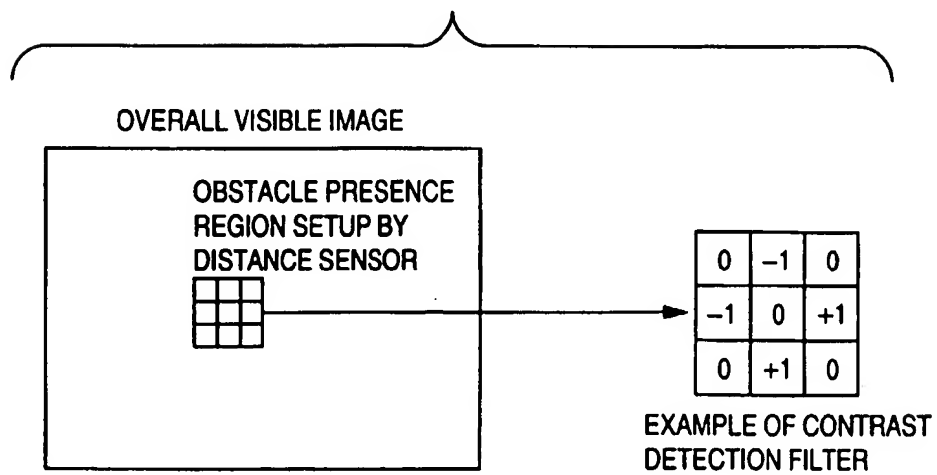 OVERALL VISIBLE IMAGE
OBSTACLE PRESENCE
REGION SETUP BY
DISTANCE SENSOR
0 −1 0
−1 0 +1
0 +1 0
EXAMPLE OF CONTRAST
DETECTION FILTER